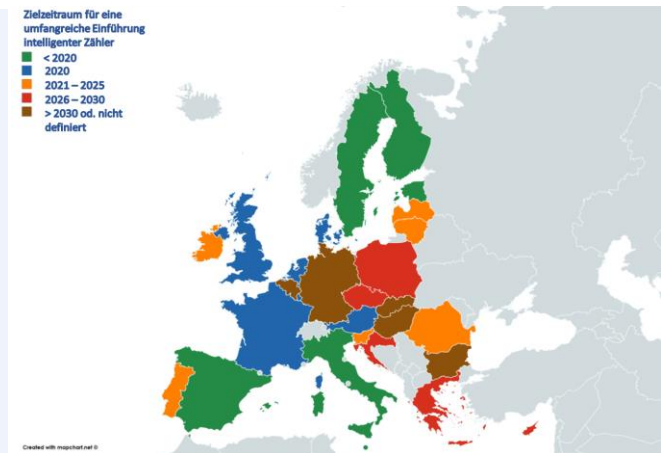 Zielzeitraum für eine
umfangreiche Einführung
intelligenter Zähler
< 2020
2020
2021 – 2025
2026 – 2030
> 2030 od. nicht
definiert
Created with mapchart.net ©